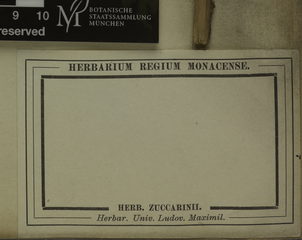 9 10
reserved
BOTANISCHE
STAATSSAMMLUNG
MÜNCHEN
HERBARIUM REGIUM MONACENSE.
HERB. ZUCCARINII.
Herbar. Univ. Ludov. Maximil.